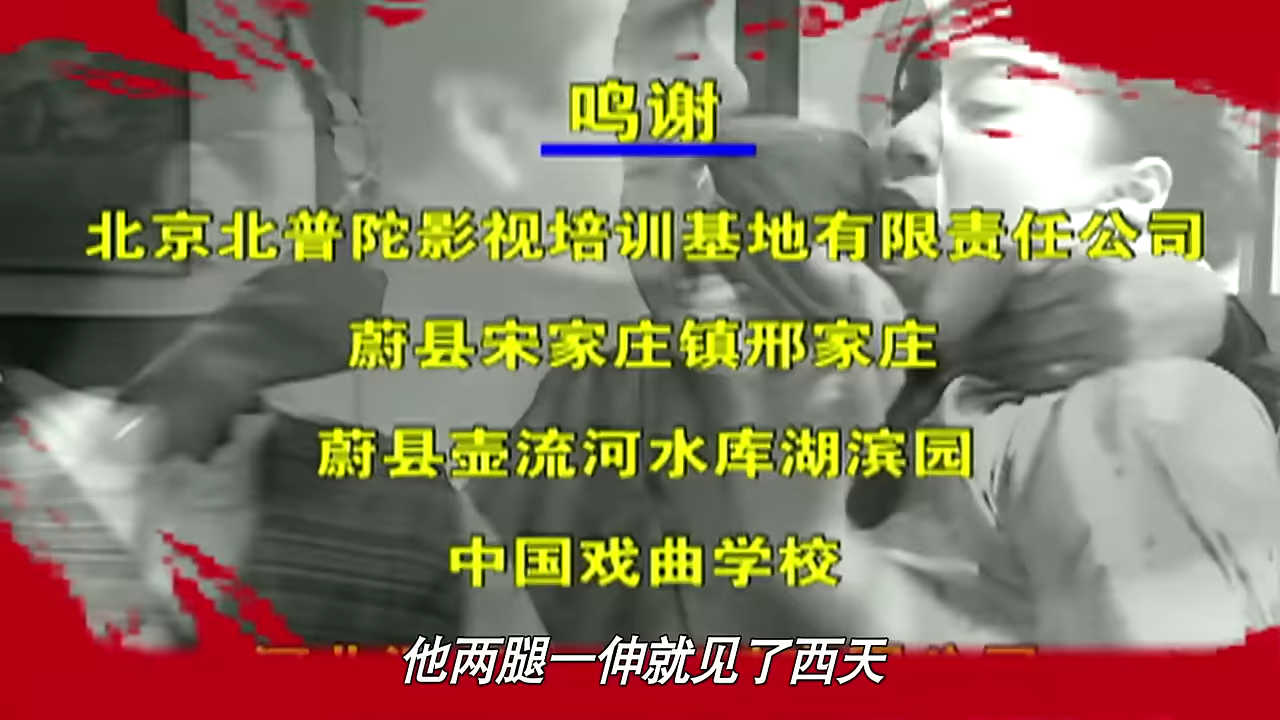 鸣谢
北京北普陀影视培训基地有限责任公司
蔚县宋家庄镇邢家庄
蔚县壶流河水库湖滨园
中国戏曲学校
他两腿一伸就见了西天